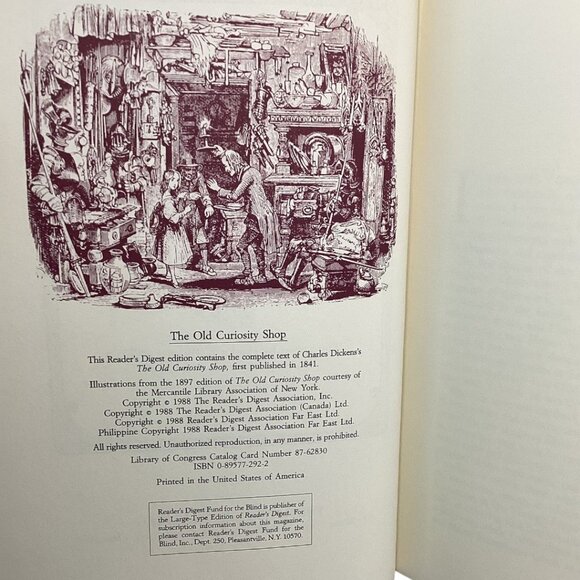 The Old Curiosity Shop
This Reader's Digest edition contains the complete text of Charles Dickens's
The Old Curiosity Shop, first published in 1841.
Illustrations from the 1897 edition of The Old Curiosity Shop courtesy of
the Mercantile Library Association of New York.
Copyright © 1988 The Reader's Digest Association, Inc.
Copyright © 1988 The Reader's Digest Association (Canada) Ltd.
Copyright © 1988 Reader's Digest Association Far East Ltd.
Philippine Copyright 1988 Reader's Digest Association Far East Ltd.
All rights reserved. Unauthorized reproduction, in any manner, is prohibited.
Library of Congress Catalog Card Number 87-62830
ISBN 0-89577-292-2
Printed in the United States of America
Reader's Digest Fund for the Blind is publisher of
the Large-Type Edition of Reader's Digest. For
subscription information about this magazine,
please contact Reader's Digest Fund for the
Blind, Inc., Dept. 250, Pleasantville, N.Y. 10570.